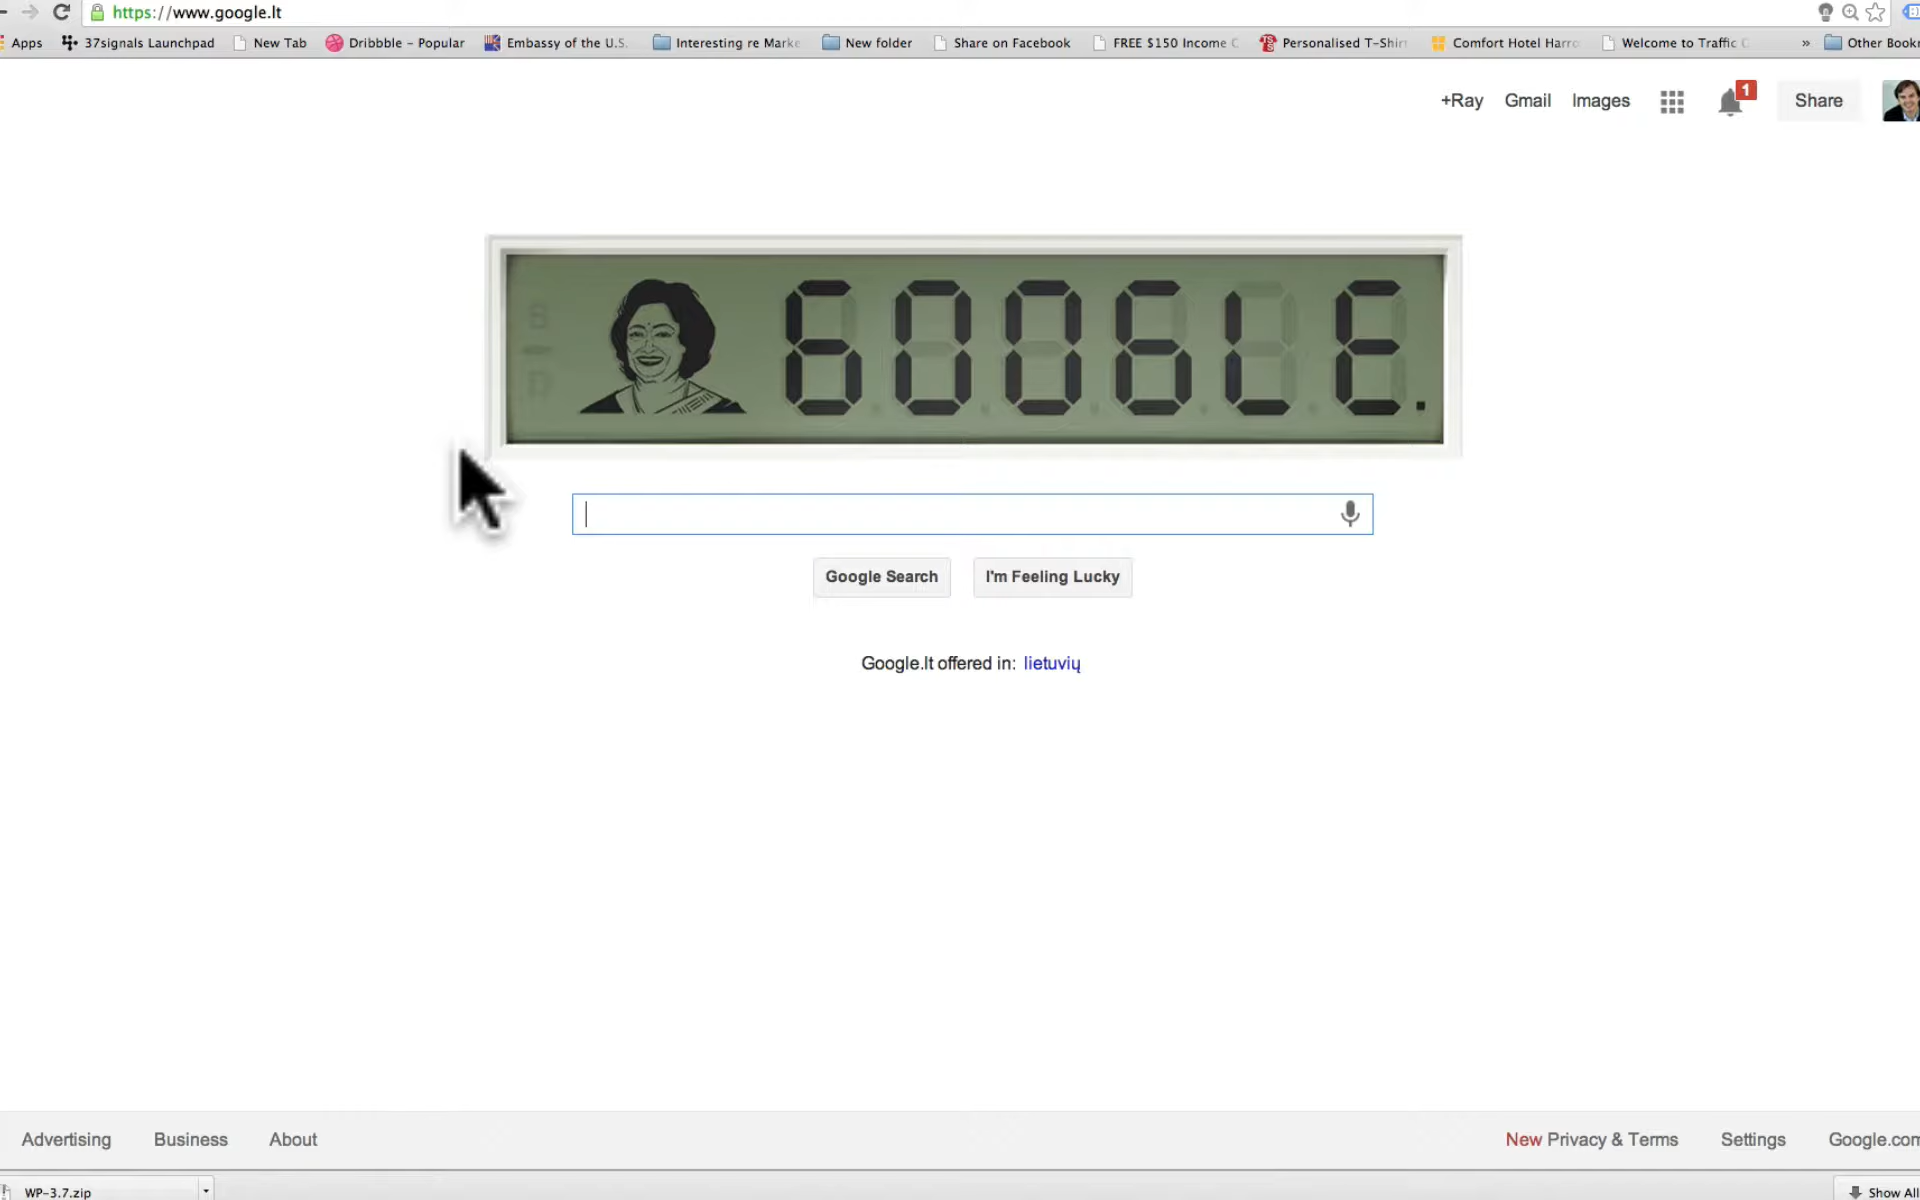 https://www.google.lt
Apps 37signals Launchpad New Tab Dribbble - Popular Embassy of the U.S. Interesting re Marke New folder Share on Facebook FREE $150 Income C Personalised T-Shir Comfort Hotel Harro Welcome to Traffic C » Other Bookr
+Ray Gmail Images 1 Share
GOOGLE.
Google Search I'm Feeling Lucky
Google.lt offered in: lietuvių
Advertising Business About New Privacy & Terms Settings Google.com
WP-3.7.zip Show All